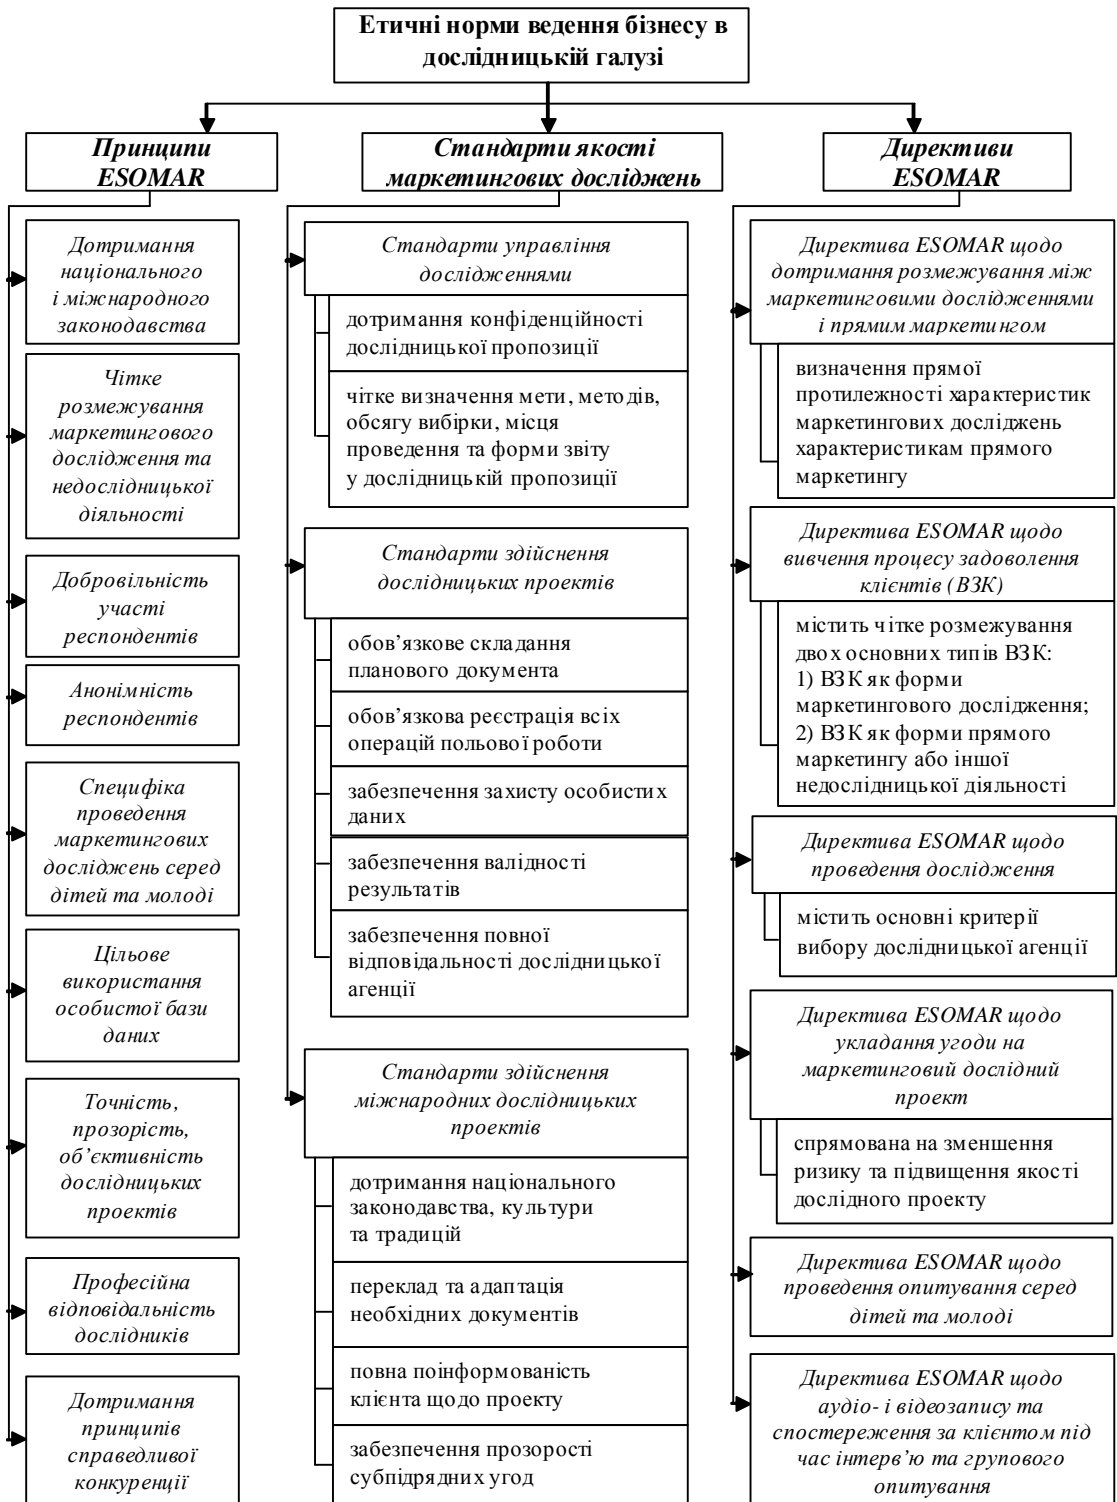 Етичні норми ведення бізнесу в
дослідницькій галузі
Принципи
ESOMAR
Дотримання
національного
і міжнародного
законодавства
Чітке
розмежування
маркетингового
дослідження та
недослідницької
діяльності
Добровільність
участі
респондентів
Анонімність
респондентів
Специфіка
проведення
маркетингових
досліджень серед
дітей та молоді
Цільове
використання
особистої бази
даних
Точність,
прозорість,
об’єктивність
дослідницьких
проектів
Професійна
відповідальність
дослідників
Дотримання
принципів
справедливої
конкуренції
Стандарти якості
маркетингових досліджень
Стандарти управління
дослідженнями
дотримання конфіденційності
дослідницької пропозиції
чітке визначення мети, методів,
обсягу вибірки, місця
проведення та форми звіту
у дослідницькій пропозиції
Стандарти здійснення
дослідницьких проектів
обов’язкове складання
планового документа
обов’язкова реєстрація всіх
операцій польової роботи
забезпечення захисту особистих
даних
забезпечення валідності
результатів
забезпечення повної
відповідальності дослідницької
агенції
Стандарти здійснення
міжнародних дослідницьких
проектів
дотримання національного
законодавства, культури
та традицій
переклад та адаптація
необхідних документів
повна поінформованість
клієнта щодо проекту
забезпечення прозорості
субпідрядних угод
Директиви
ESOMAR
Директива ESOMAR щодо
дотримання розмежування між
маркетинговими дослідженнями
і прямим маркетингом
визначення прямої
протилежності характеристик
маркетингових досліджень
характеристикам прямого
маркетингу
Директива ESOMAR щодо
вивчення процесу задоволення
клієнтів (ВЗК)
містить чітке розмежування
двох основних типів ВЗК:
1) ВЗК як форми
маркетингового дослідження;
2) ВЗК як форми прямого
маркетингу або іншої
недослідницької діяльності
Директива ESOMAR щодо
проведення дослідження
містить основні критерії
вибору дослідницької агенції
Директива ESOMAR щодо
укладання угоди на
маркетинговий дослідний
проект
спрямована на зменшення
ризику та підвищення якості
дослідного проекту
Директива ESOMAR щодо
проведення опитування серед
дітей та молоді
Директива ESOMAR щодо
аудіо- і відеозапису та
спостереження за клієнтом під
час інтерв’ю та групового
опитування